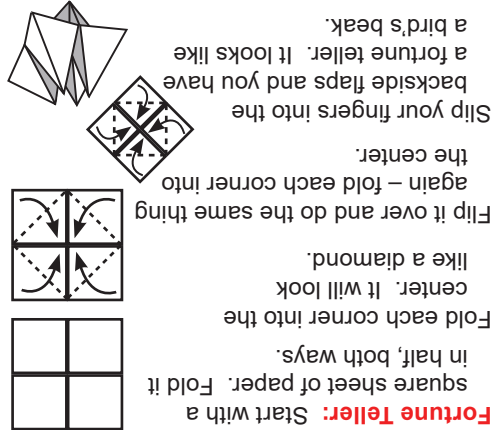 Fortune Teller: Start with a
square sheet of paper. Fold it
in half, both ways.
Fold each corner into the
center. It will look
like a diamond.
Flip it over and do the same thing
again – fold each corner into
the center.
Slip your fingers into the
backside flaps and you have
a fortune teller. It looks like
a bird's beak.